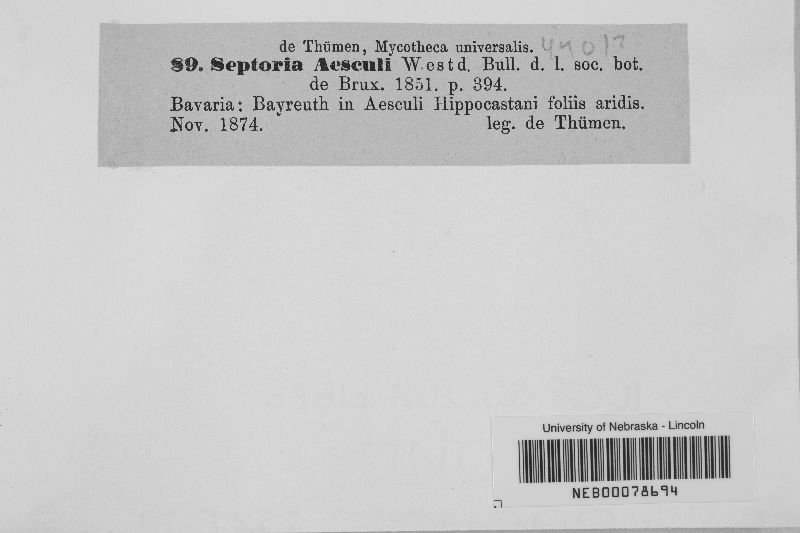 de Thümen, Mycotheca universalis.
89. Septoria Aesculi Westd. Bull. d. l. soc. bot.
de Brux. 1851. p. 394.
Bavaria: Bayreuth in Aesculi Hippocastani foliis aridis.
Nov. 1874. leg. de Thümen.
University of Nebraska - Lincoln
NEB00078694